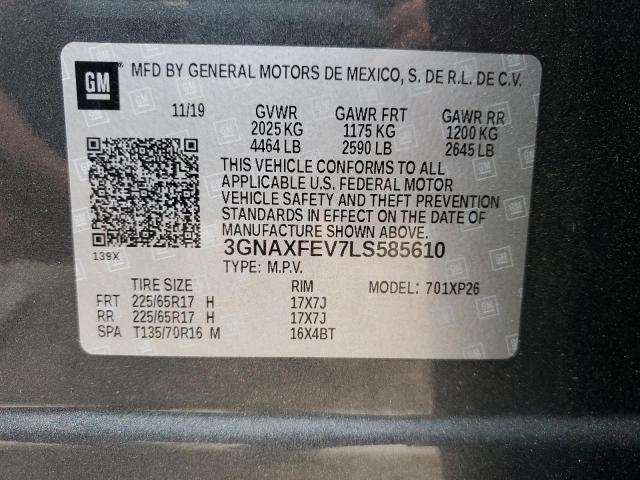 GM MFD BY GENERAL MOTORS DE MEXICO, S. DE R.L. DE C.V.
11/19 GVWR GAWR FRT GAWR RR
2025 KG 1175 KG 1200 KG
4464 LB 2590 LB 2645 LB
THIS VEHICLE CONFORMS TO ALL
APPLICABLE U.S. FEDERAL MOTOR
VEHICLE SAFETY AND THEFT PREVENTION
STANDARDS IN EFFECT ON THE DATE OF
MANUFACTURE SHOWN ABOVE.
139X 3GNAXFEV7LS585610
TYPE: M.P.V.
TIRE SIZE RIM MODEL: 701XP26
FRT 225/65R17 H 17X7J
RR 225/65R17 H 17X7J
SPA T135/70R16 M 16X4BT